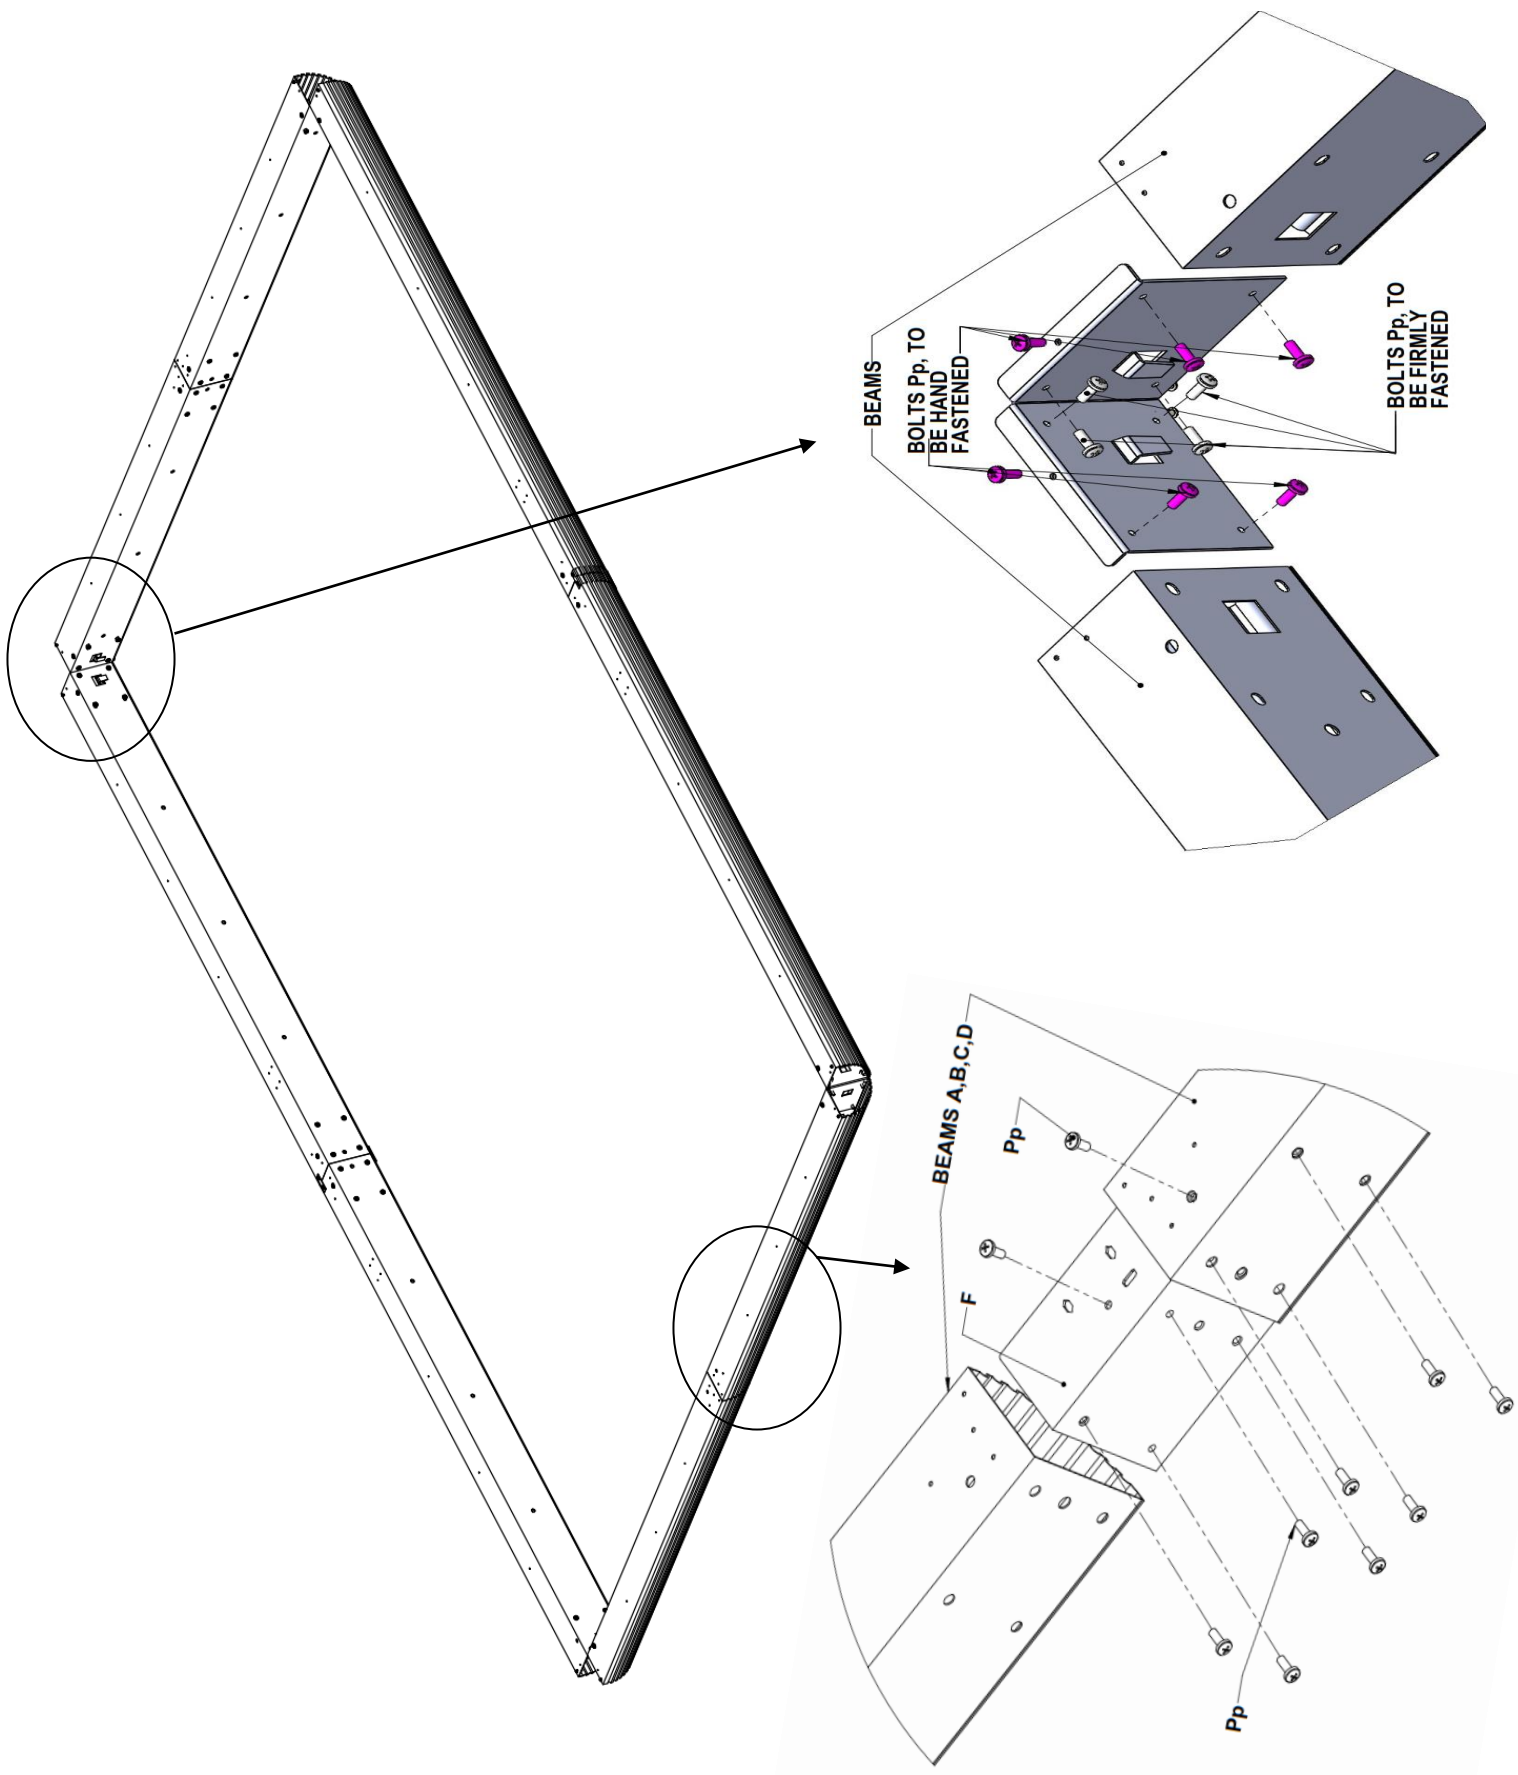 BEAMS
BOLTS Pp, TO
BE HAND
FASTENED
BOLTS Pp, TO
BE FIRMLY
FASTENED
BEAMS A,B,C,D
Pp
F
Pp